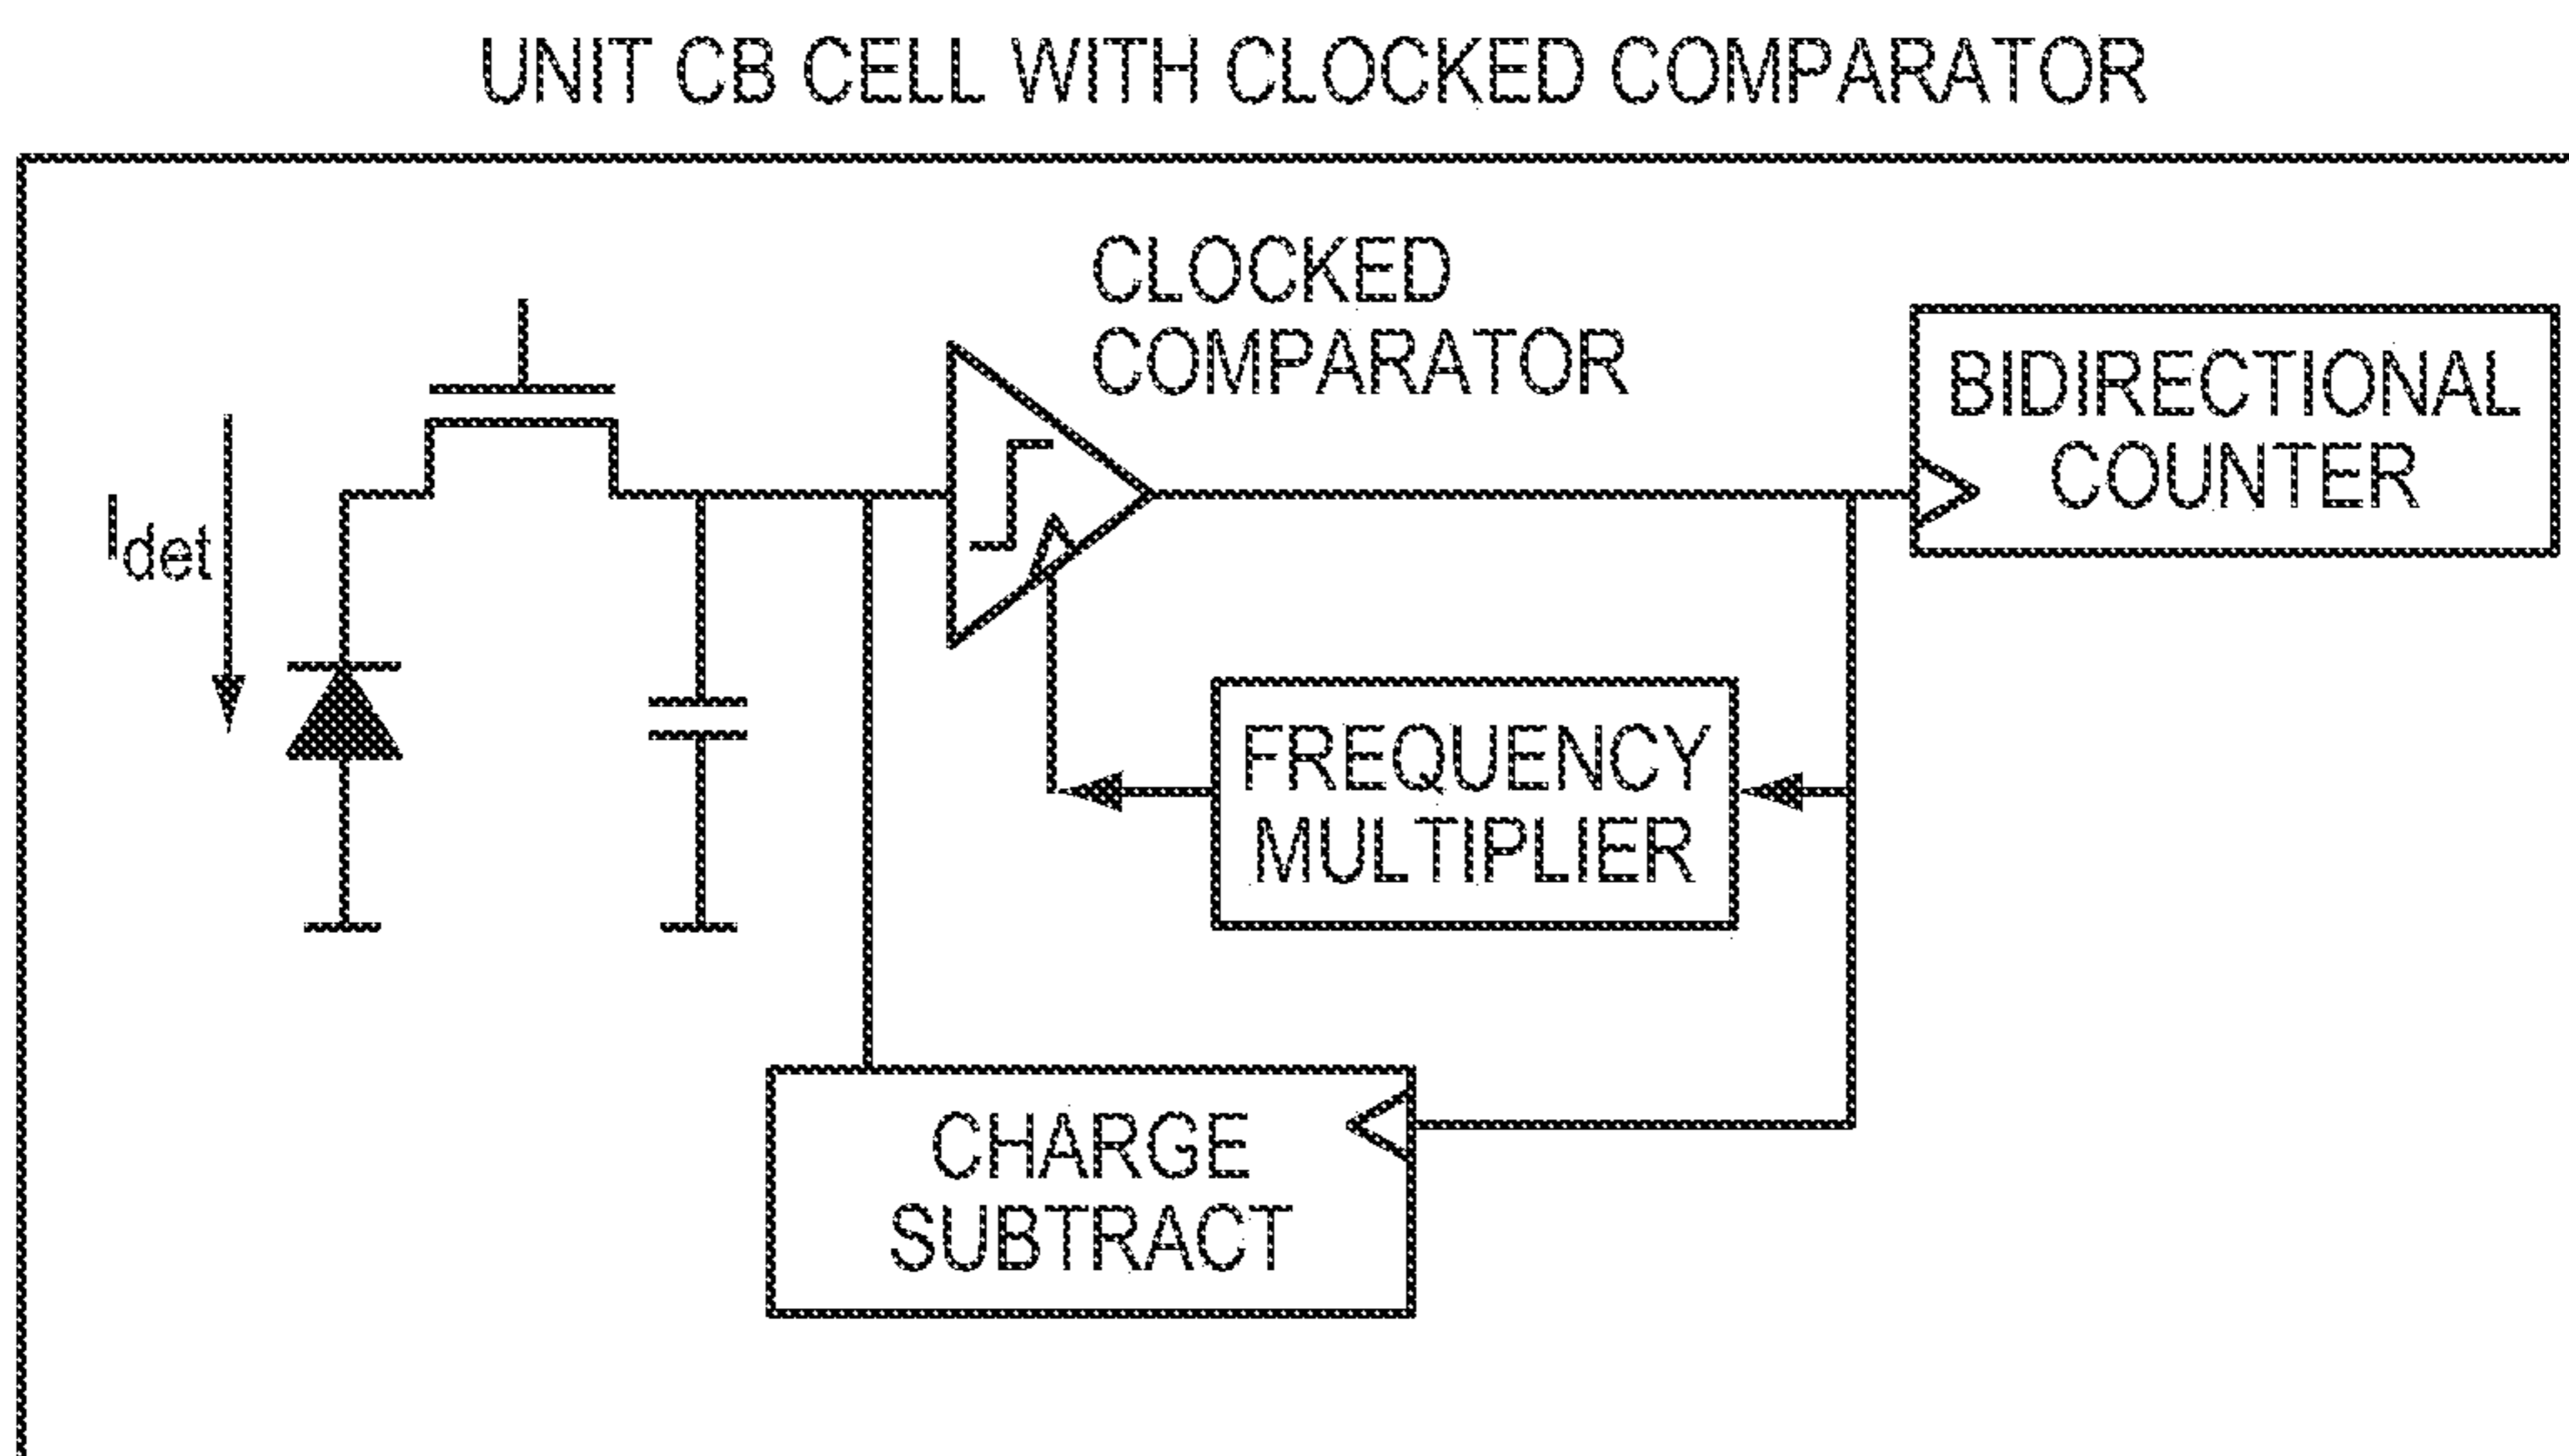 UNIT CB CELL WITH CLOCKED COMPARATOR
CLOCKED
COMPARATOR
BIDIRECTIONAL
COUNTER
Idet
FREQUENCY
MULTIPLIER
CHARGE
SUBTRACT